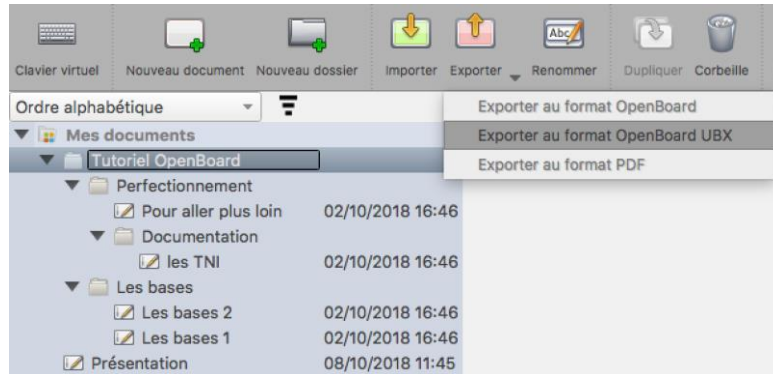 Clavier virtuel Nouveau document Nouveau dossier Importer Exporter Renommer Dupliquer Corbeille
Abc
Ordre alphabétique
Exporter au format OpenBoard
Exporter au format OpenBoard UBX
Exporter au format PDF
Mes documents
Tutoriel OpenBoard
Perfectionnement
Pour aller plus loin 02/10/2018 16:46
Documentation
les TNI 02/10/2018 16:46
Les bases
Les bases 2 02/10/2018 16:46
Les bases 1 02/10/2018 16:46
Présentation 08/10/2018 11:45